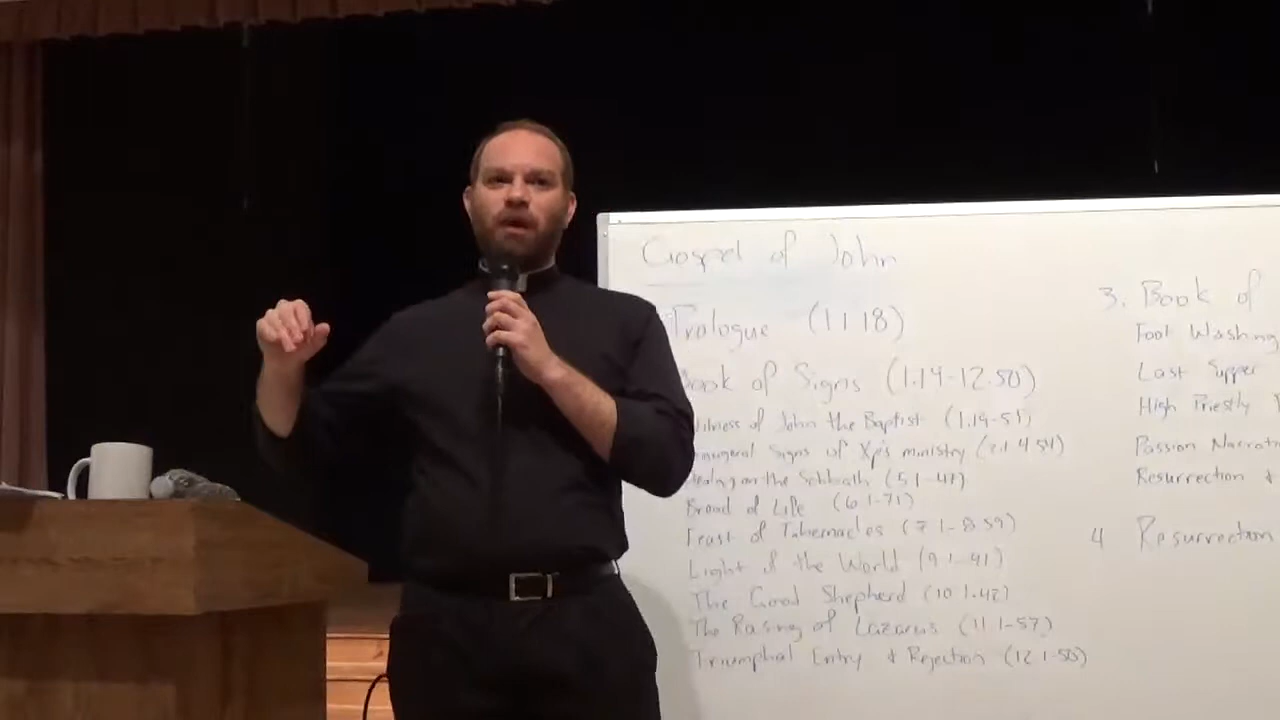 Gospel of John
Prologue (1 1-18)
Book of Signs (1.19-12.50)
Witness of John the Baptist (1.19-51)
Inaugural Signs of Xp's ministry (2.1-4 54)
Healing on the Sabbath (5 1-47)
Bread of Life (6 1-71)
Feast of Tabernacles (7 1-8 59)
Light of the World (9 1-41)
The Good Shepherd (10 1-42)
The Raising of Lazarus (11 1-57)
Triumphal Entry & Rejection (12 1-50)
3. Book of
Foot Washing
Last Supper
High Priestly
Passion
Resurrection &
4 Resurrection